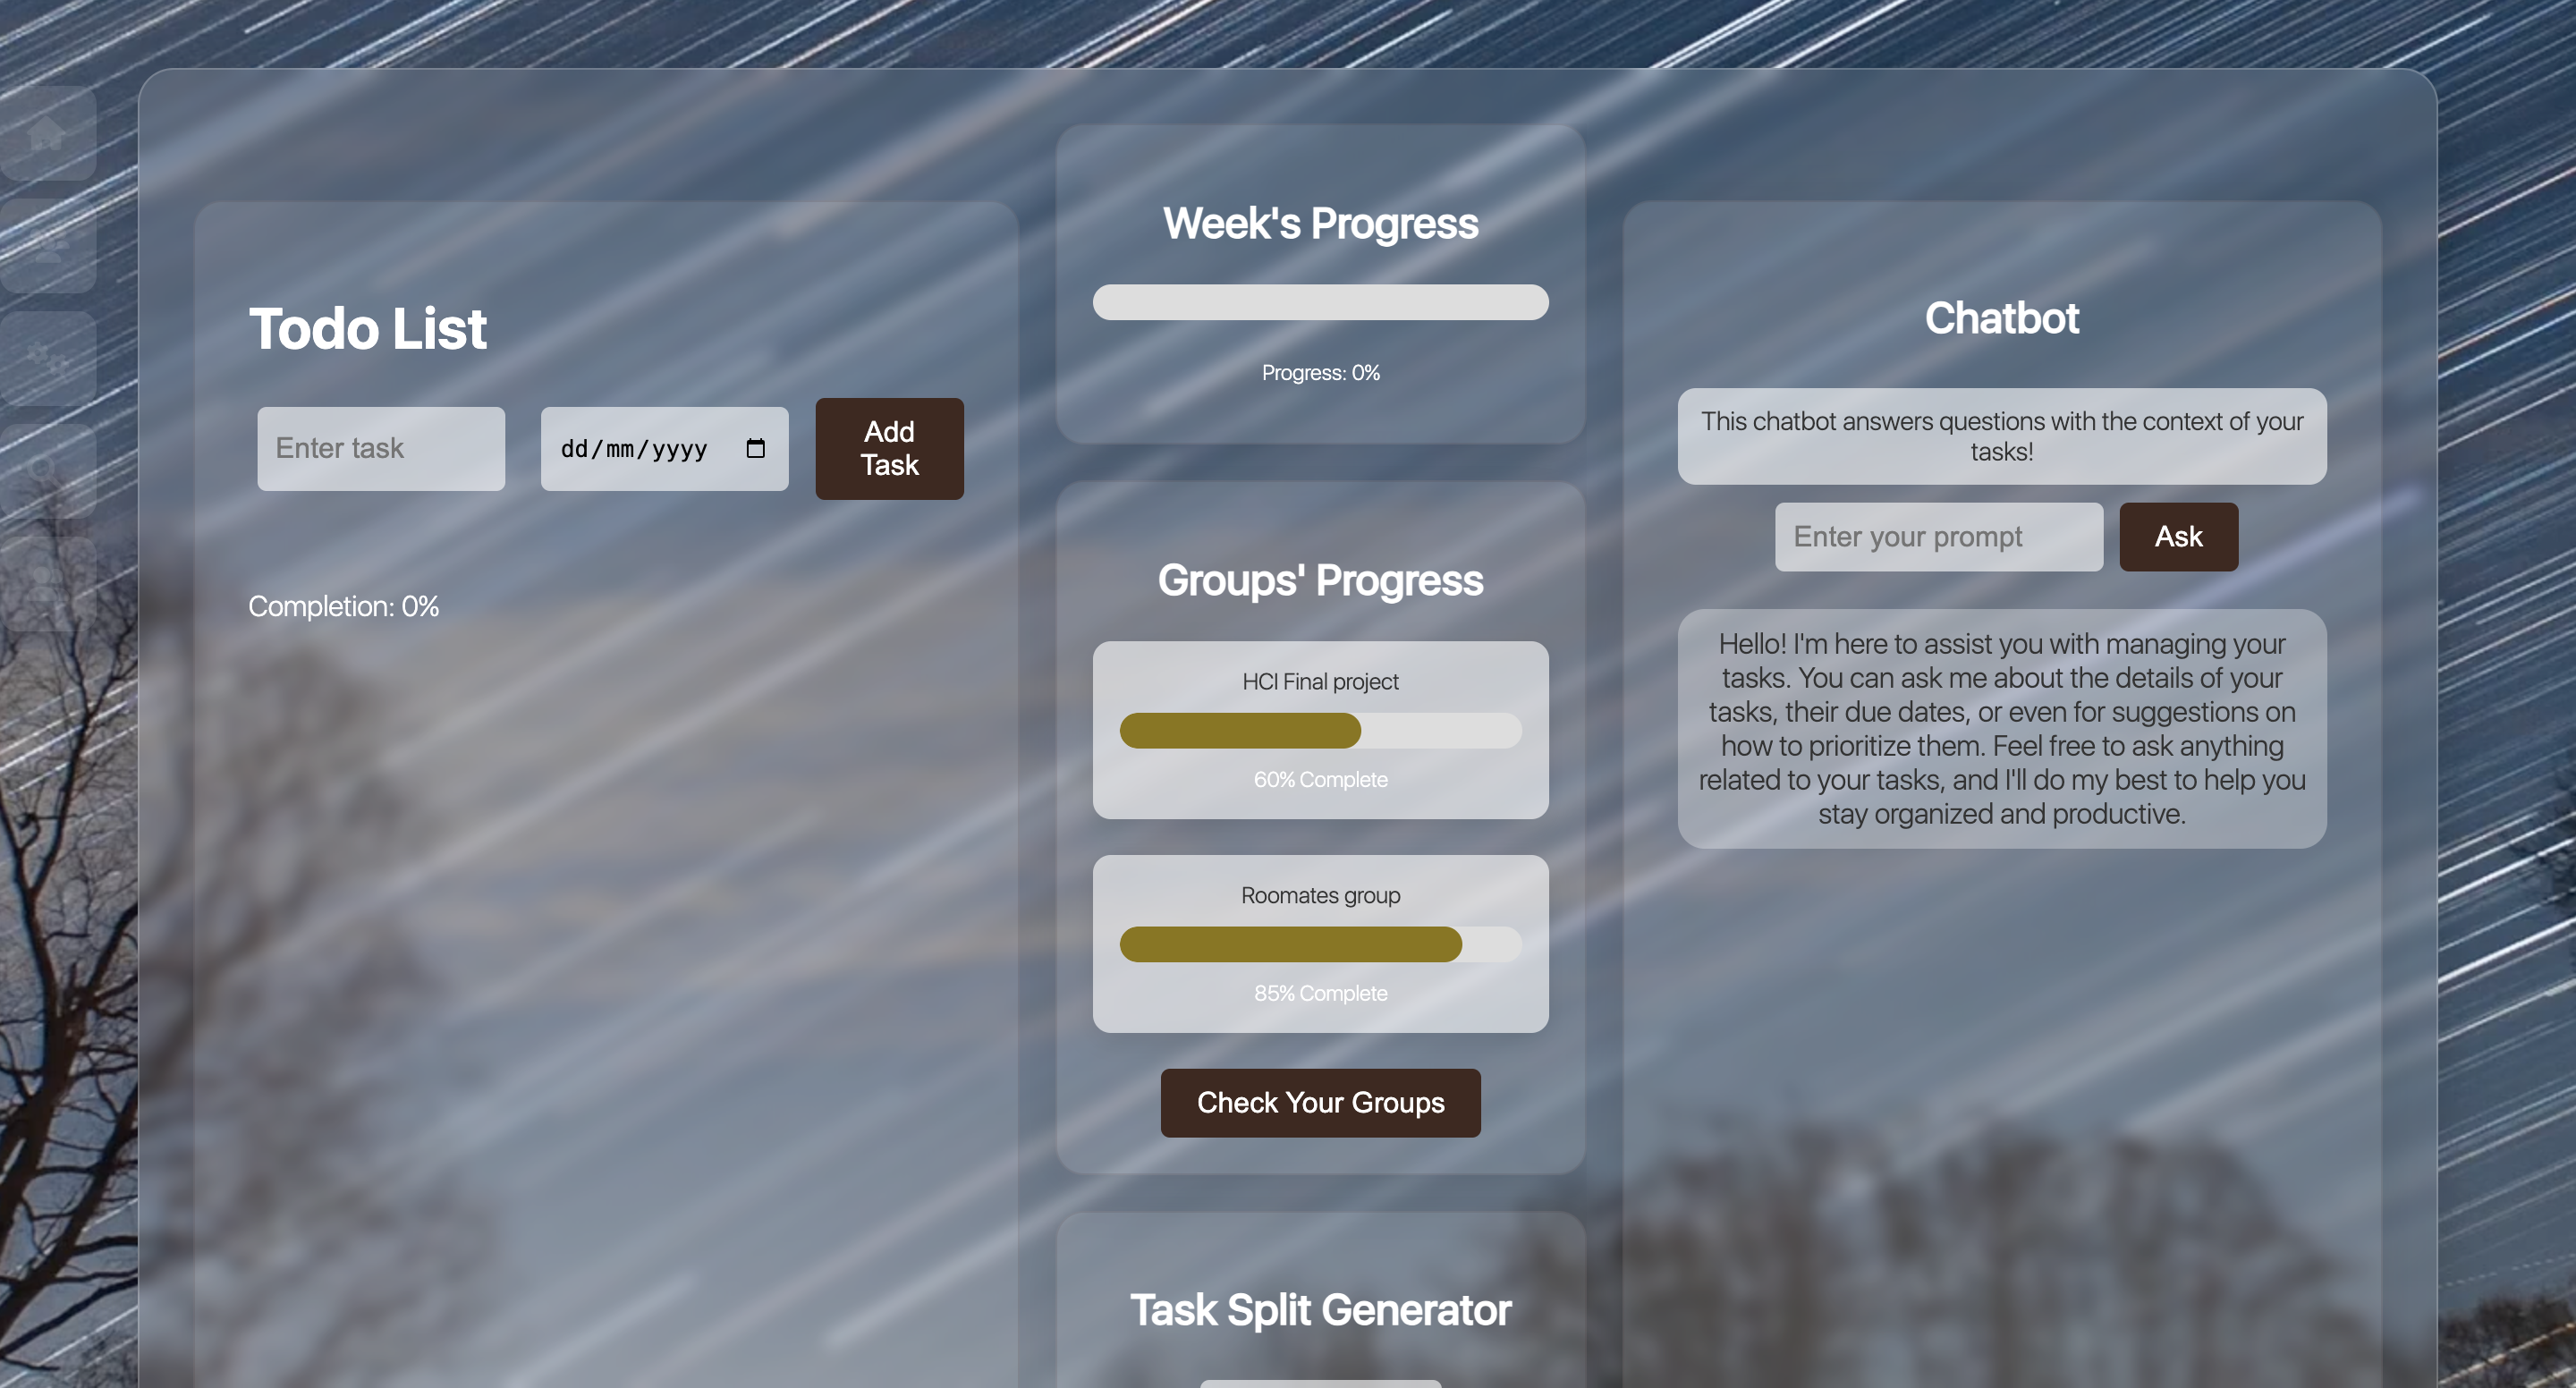 Todo List
Enter task
dd/mm/yyyy
Add
Task
Completion: 0%
Week's Progress
Progress: 0%
Groups' Progress
HCI Final project
60% Complete
Roomates group
85% Complete
Check Your Groups
Task Split Generator
Chatbot
This chatbot answers questions with the context of your
tasks!
Enter your prompt
Ask
Hello! I'm here to assist you with managing your
tasks. You can ask me about the details of your
tasks, their due dates, or even for suggestions on
how to prioritize them. Feel free to ask anything
related to your tasks, and I'll do my best to help you
stay organized and productive.